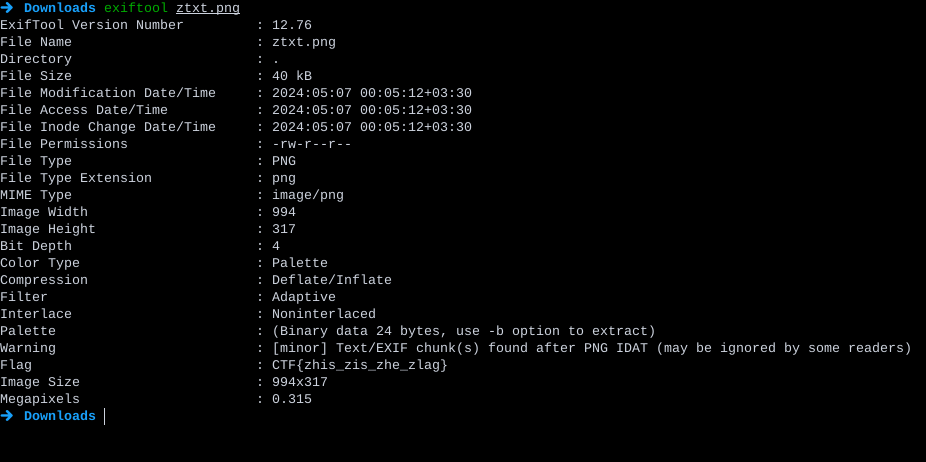 ➜ Downloads exiftool ztxt.png
ExifTool Version Number         : 12.76
File Name                       : ztxt.png
Directory                       : .
File Size                       : 40 kB
File Modification Date/Time     : 2024:05:07 00:05:12+03:30
File Access Date/Time           : 2024:05:07 00:05:12+03:30
File Inode Change Date/Time     : 2024:05:07 00:05:12+03:30
File Permissions                : -rw-r--r--
File Type                       : PNG
File Type Extension             : png
MIME Type                       : image/png
Image Width                     : 994
Image Height                    : 317
Bit Depth                       : 4
Color Type                      : Palette
Compression                     : Deflate/Inflate
Filter                          : Adaptive
Interlace                       : Noninterlaced
Palette                         : (Binary data 24 bytes, use -b option to extract)
Warning                         : [minor] Text/EXIF chunk(s) found after PNG IDAT (may be ignored by some readers)
Flag                            : CTF{zhis_zis_zhe_zlag}
Image Size                      : 994x317
Megapixels                      : 0.315
➜ Downloads